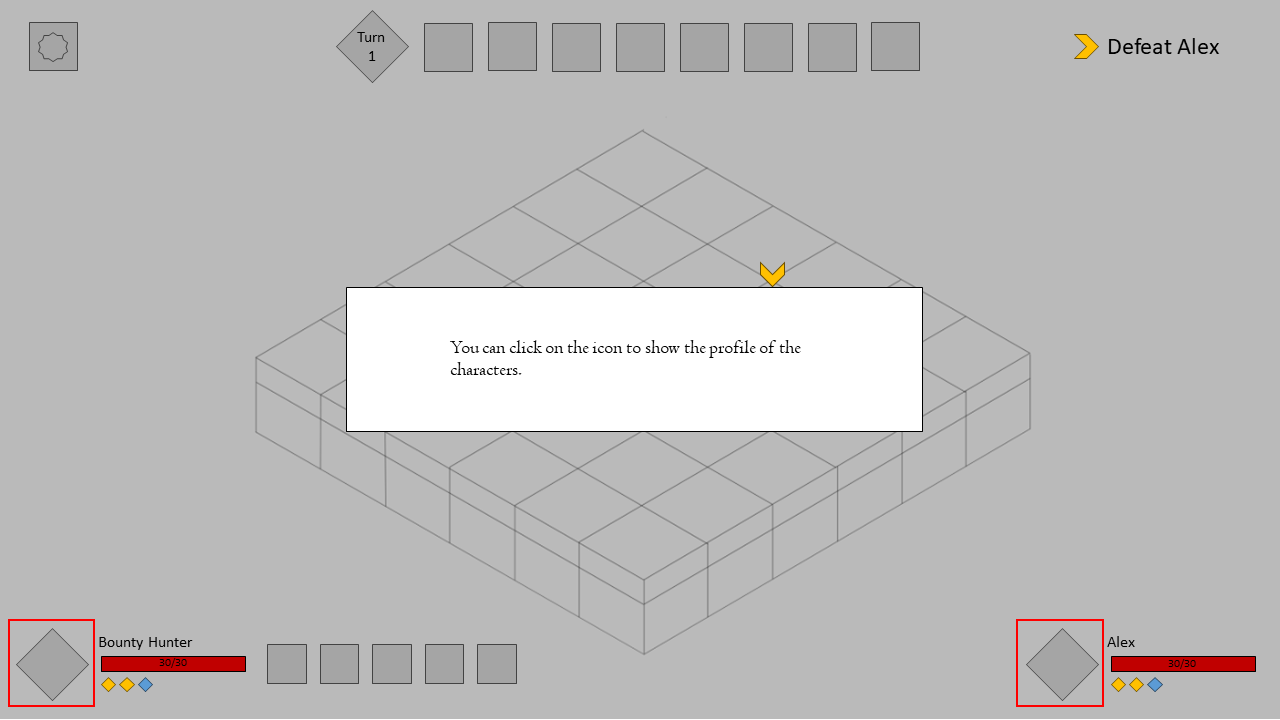 Turn
1
Defeat Alex
You can click on the icon to show the profile of the
characters.
Bounty Hunter
30/30
Alex
30/30